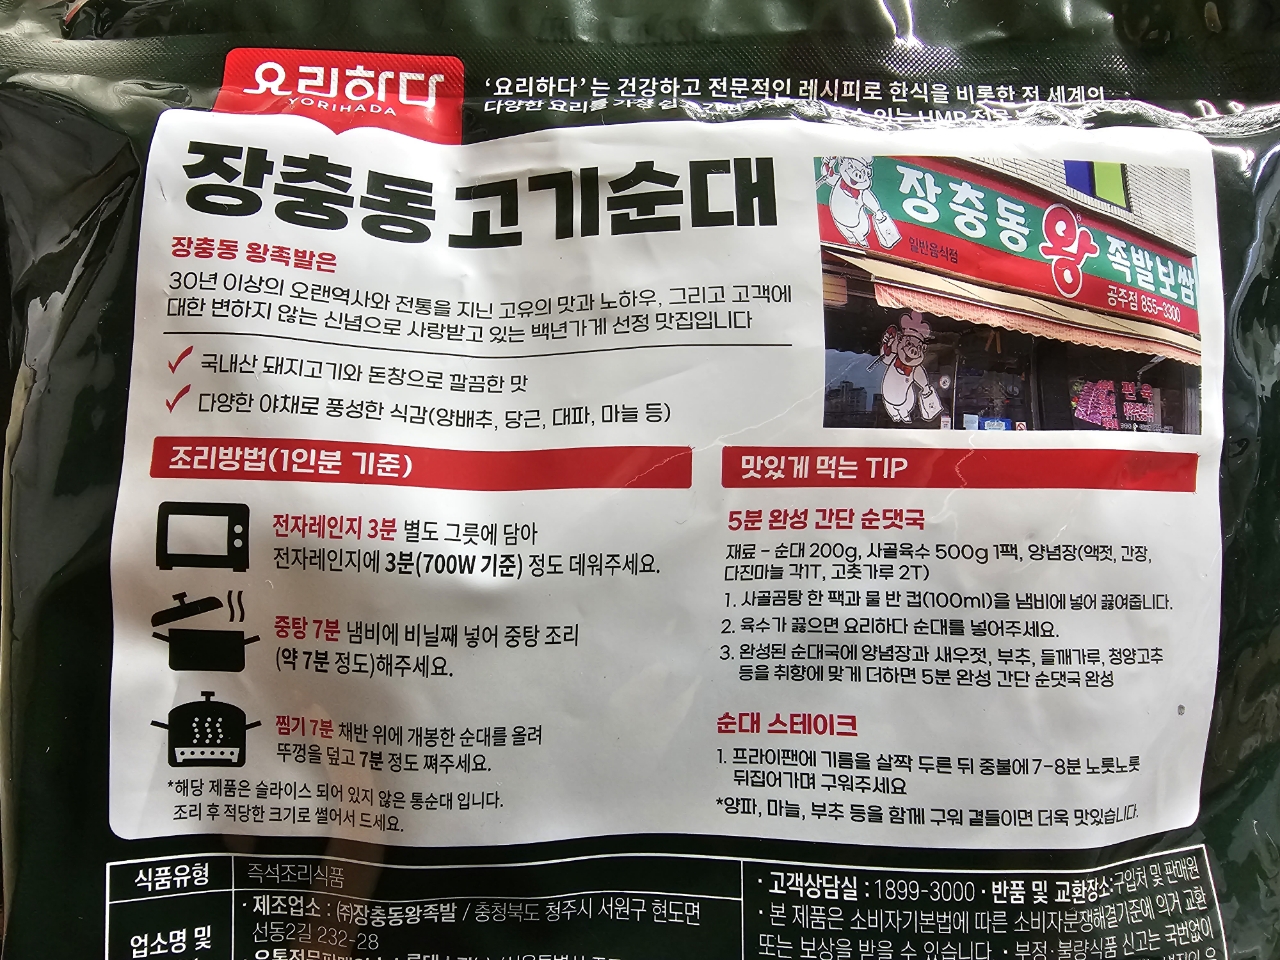 요리하다
YORIHADA
‘요리하다’는 건강하고 전문적인 레시피로 한식을 비롯한 전 세계의
다양한 요리를 가장 쉽 있는 HMR 전문
장충동 고기순대
장충동 왕족발은
30년 이상의 오랜역사와 전통을 지닌 고유의 맛과 노하우, 그리고 고객에
대한 변하지 않는 신념으로 사랑받고 있는 백년가게 선정 맛집입니다
국내산 돼지고기와 돈창으로 깔끔한 맛
다양한 야채로 풍성한 식감(양배추, 당근, 대파, 마늘 등)
장충동 왕 족발보쌈
일반음식점
공주점 855-3300
편육
조리방법(1인분 기준)
전자레인지 3분 별도 그릇에 담아
전자레인지에 3분(700W 기준) 정도 데워주세요.
중탕 7분 냄비에 비닐째 넣어 중탕 조리
(약 7분 정도)해주세요.
찜기 7분 채반 위에 개봉한 순대를 올려
뚜껑을 덮고 7분 정도 쪄주세요.
*해당 제품은 슬라이스 되어 있지 않은 통순대 입니다.
조리 후 적당한 크기로 썰어서 드세요.
맛있게 먹는 TIP
5분 완성 간단 순댓국
재료 – 순대 200g, 사골육수 500g 1팩, 양념장(액젓, 간장,
다진마늘 각1T, 고춧가루 2T)
1. 사골곰탕 한 팩과 물 반 컵(100ml)을 냄비에 넣어 끓여줍니다.
2. 육수가 끓으면 요리하다 순대를 넣어주세요.
3. 완성된 순대국에 양념장과 새우젓, 부추, 들깨가루, 청양고추
등을 취향에 맞게 더하면 5분 완성 간단 순댓국 완성
순대 스테이크
1. 프라이팬에 기름을 살짝 두른 뒤 중불에 7-8분 노릇노릇
뒤집어가며 구워주세요
*양파, 마늘, 부추 등을 함께 구워 곁들이면 더욱 맛있습니다.
식품유형
즉석조리식품
업소명 및
· 제조업소 : ㈜장충동왕족발 / 충청북도 청주시 서원구 현도면
선동2길 232-28
· 고객상담실 : 1899-3000 · 반품 및 교환장소:구입처 및 판매원
· 본 제품은 소비자기본법에 따른 소비자분쟁해결기준에 의거 교환
또는 보상을 받을 수 있습니다. · 부정·불량식품 신고는 국번없이